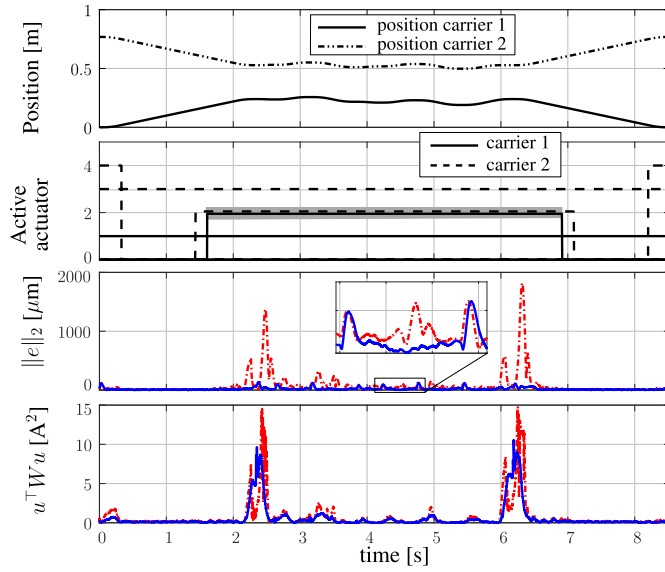 1
0.5
0
Position [m]
position carrier 1
position carrier 2
4
2
0
Active
actuator
carrier 1
carrier 2
2000
1000
0
||e||₂ [μm]
15
10
5
0
u⊤Wu [A²]
0 1 2 3 4 5 6 7 8
time [s]